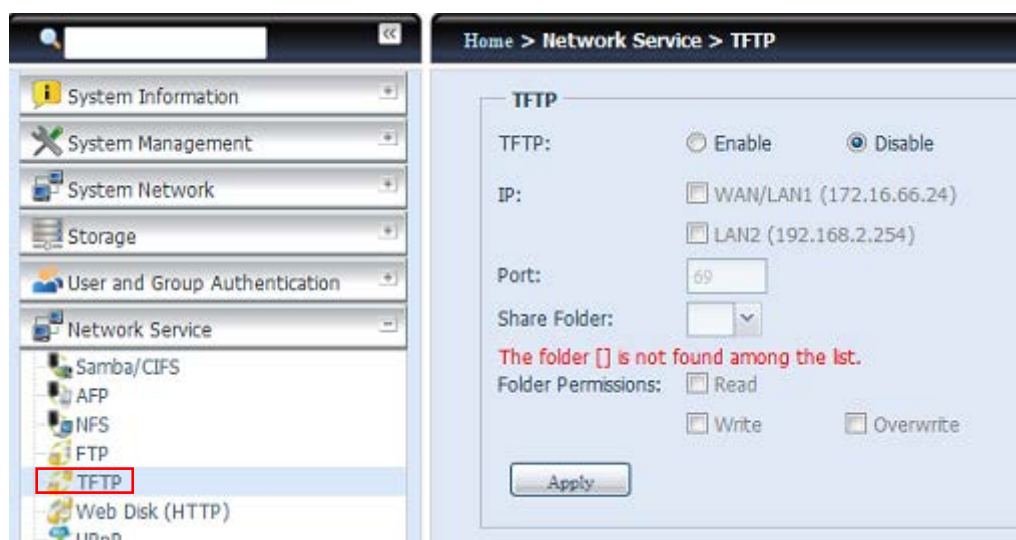 Home > Network Service > TFTP
System Information
System Management
System Network
Storage
User and Group Authentication
Network Service
Samba/CIFS
AFP
NFS
FTP
TFTP
Web Disk (HTTP)
UPnP
TFTP
TFTP: Enable Disable
IP: WAN/LAN1 (172.16.66.24)
LAN2 (192.168.2.254)
Port: 69
Share Folder:
The folder [] is not found among the list.
Folder Permissions: Read
Write Overwrite
Apply